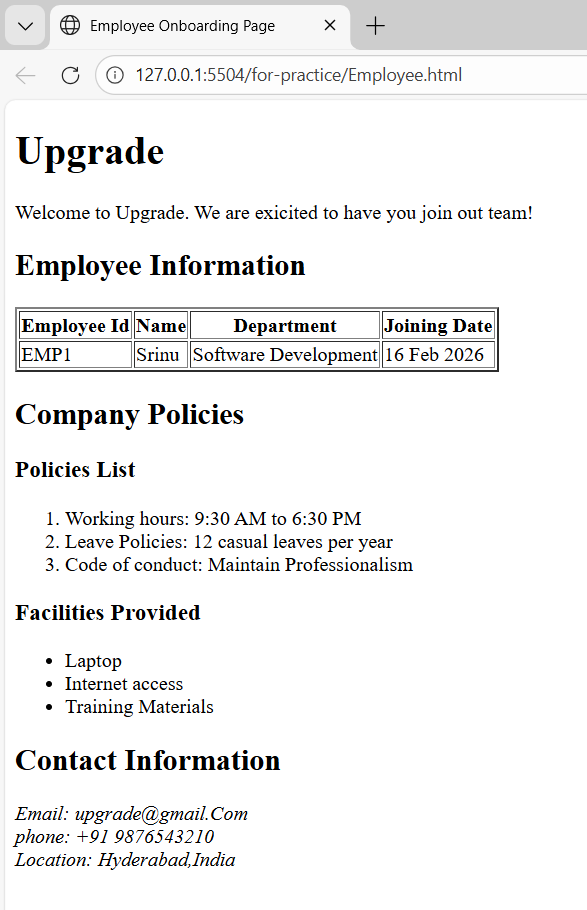 Employee Onboarding Page
127.0.0.1:5504/for-practice/Employee.html
Upgrade
Welcome to Upgrade. We are exicited to have you join out team!
Employee Information
Employee Id Name Department Joining Date
EMP1 Srinu Software Development 16 Feb 2026
Company Policies
Policies List
1. Working hours: 9:30 AM to 6:30 PM
2. Leave Policies: 12 casual leaves per year
3. Code of conduct: Maintain Professionalism
Facilities Provided
• Laptop
• Internet access
• Training Materials
Contact Information
Email: upgrade@gmail.Com
phone: +91 9876543210
Location: Hyderabad,India